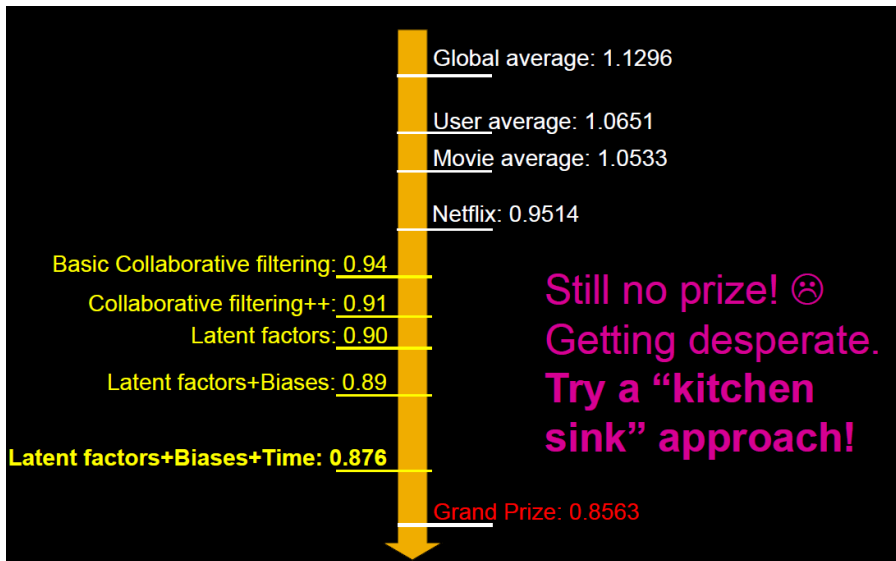 Global average: 1.1296
User average: 1.0651
Movie average: 1.0533
Netflix: 0.9514
Basic Collaborative filtering: 0.94
Collaborative filtering++: 0.91
Latent factors: 0.90
Latent factors+Biases: 0.89
Latent factors+Biases+Time: 0.876
Grand Prize: 0.8563
Still no prize! ☹
Getting desperate.
Try a “kitchen
sink” approach!